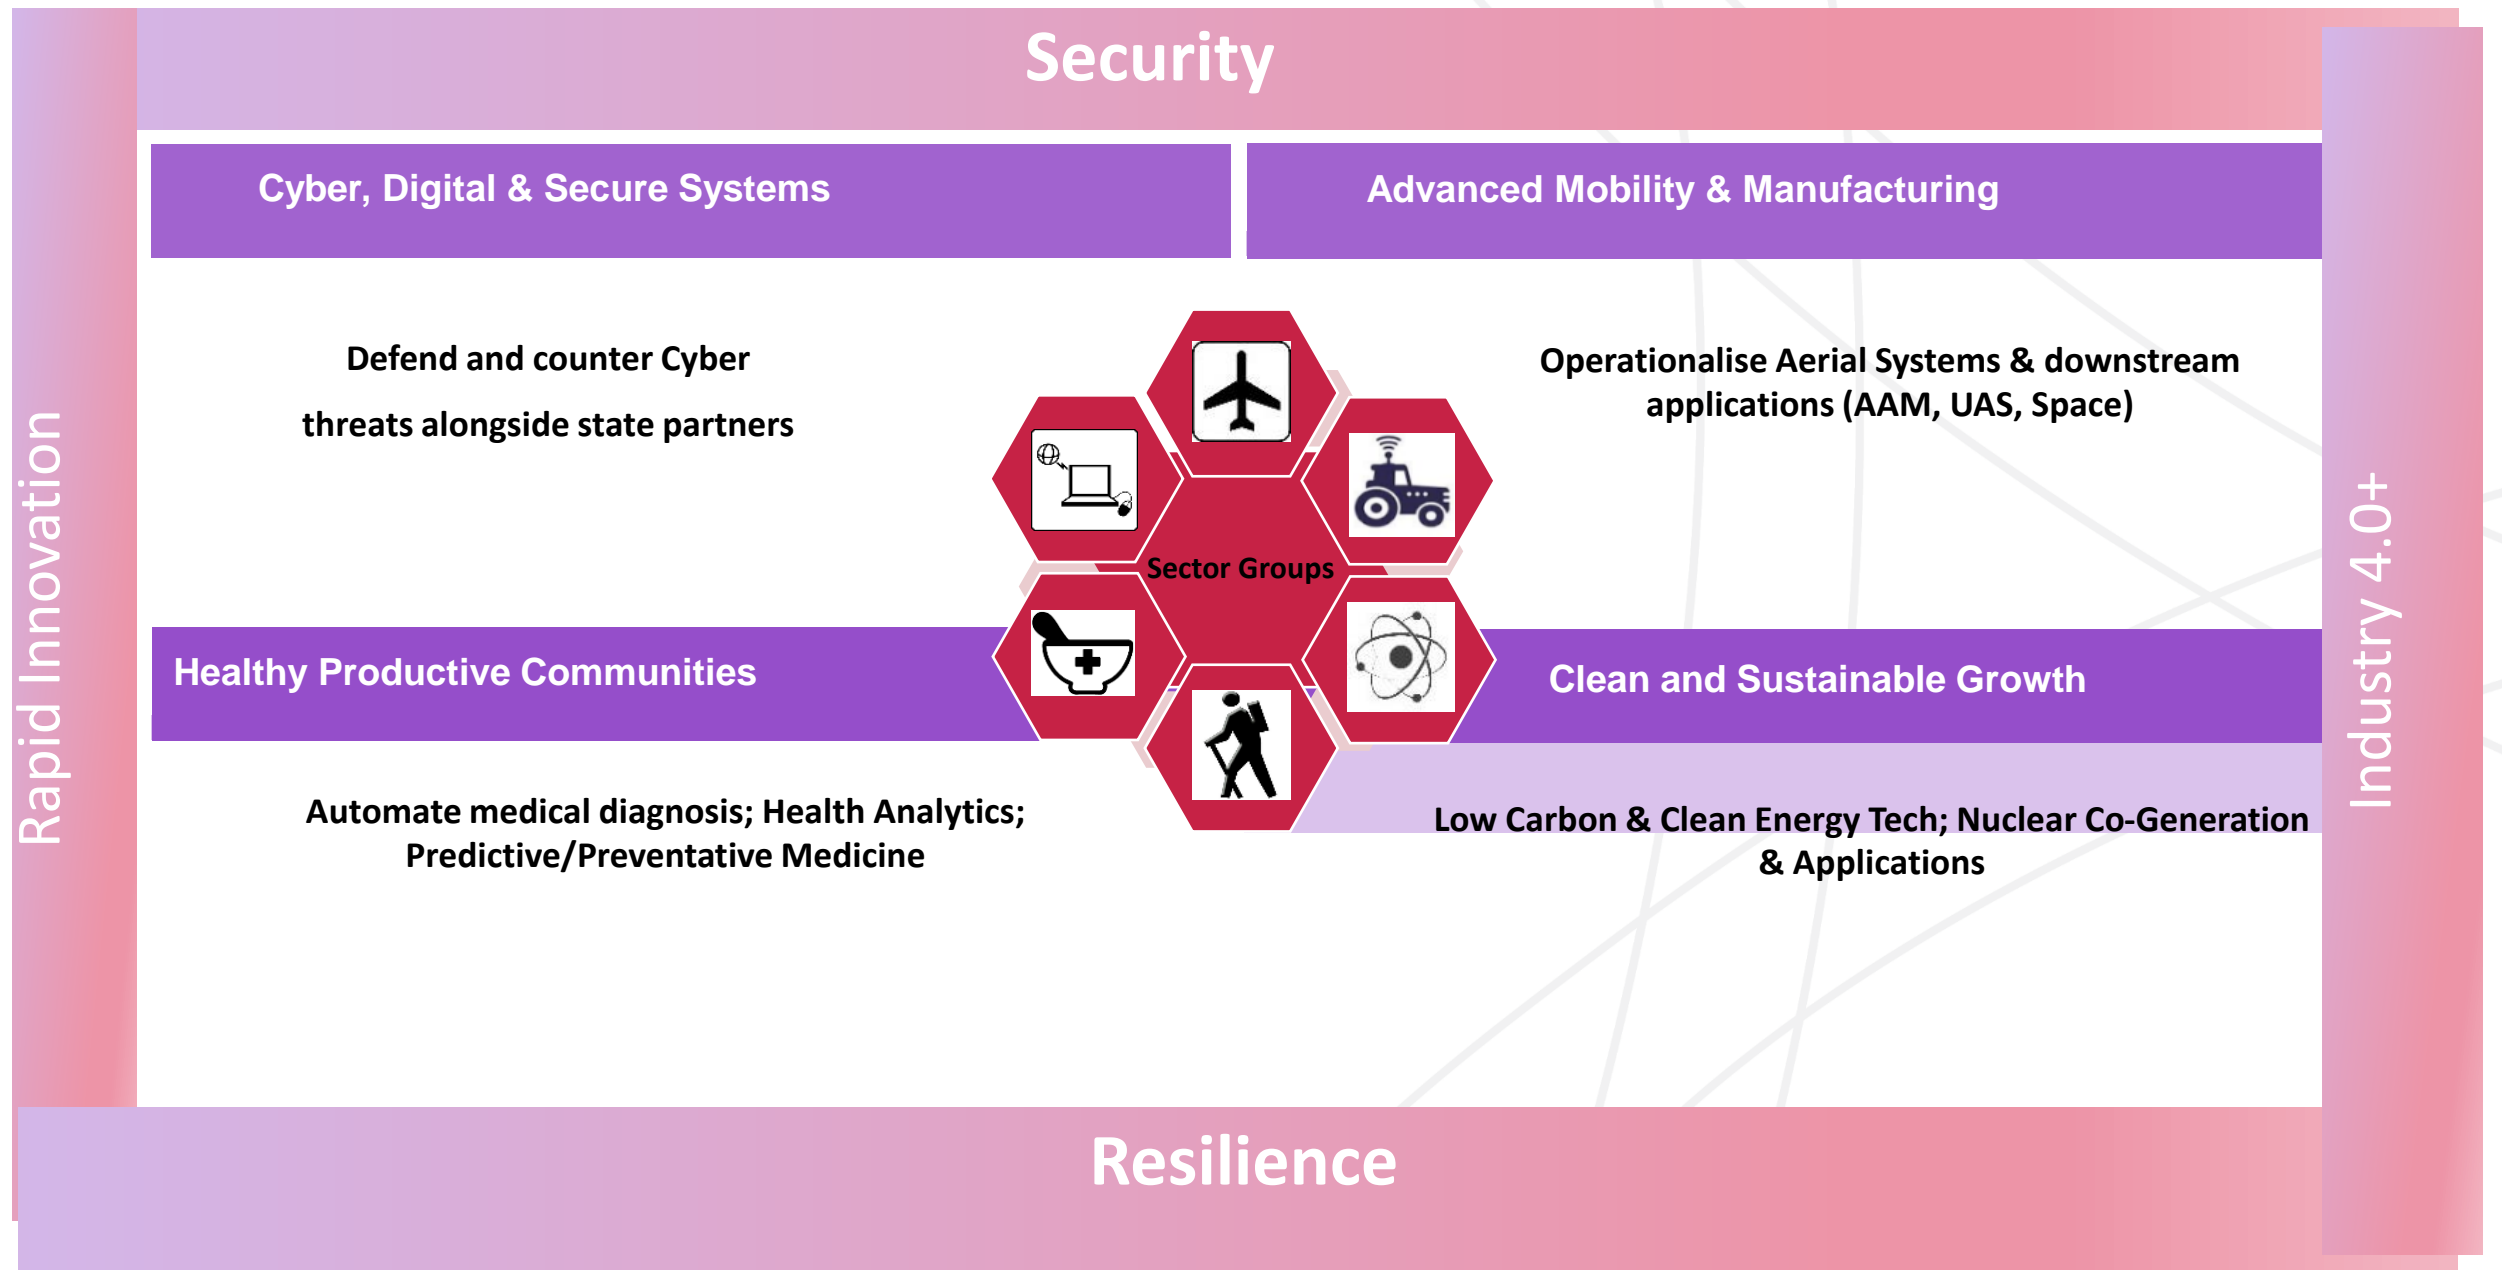 Security
Cyber, Digital & Secure Systems
Advanced Mobility & Manufacturing
Defend and counter Cyber
threats alongside state partners
Operationalise Aerial Systems & downstream
applications (AAM, UAS, Space)
Rapid Innovation
Sector Groups
Industry 4.0+
Healthy Productive Communities
Clean and Sustainable Growth
Automate medical diagnosis; Health Analytics;
Predictive/Preventative Medicine
Low Carbon & Clean Energy Tech; Nuclear Co-Generation
& Applications
Resilience